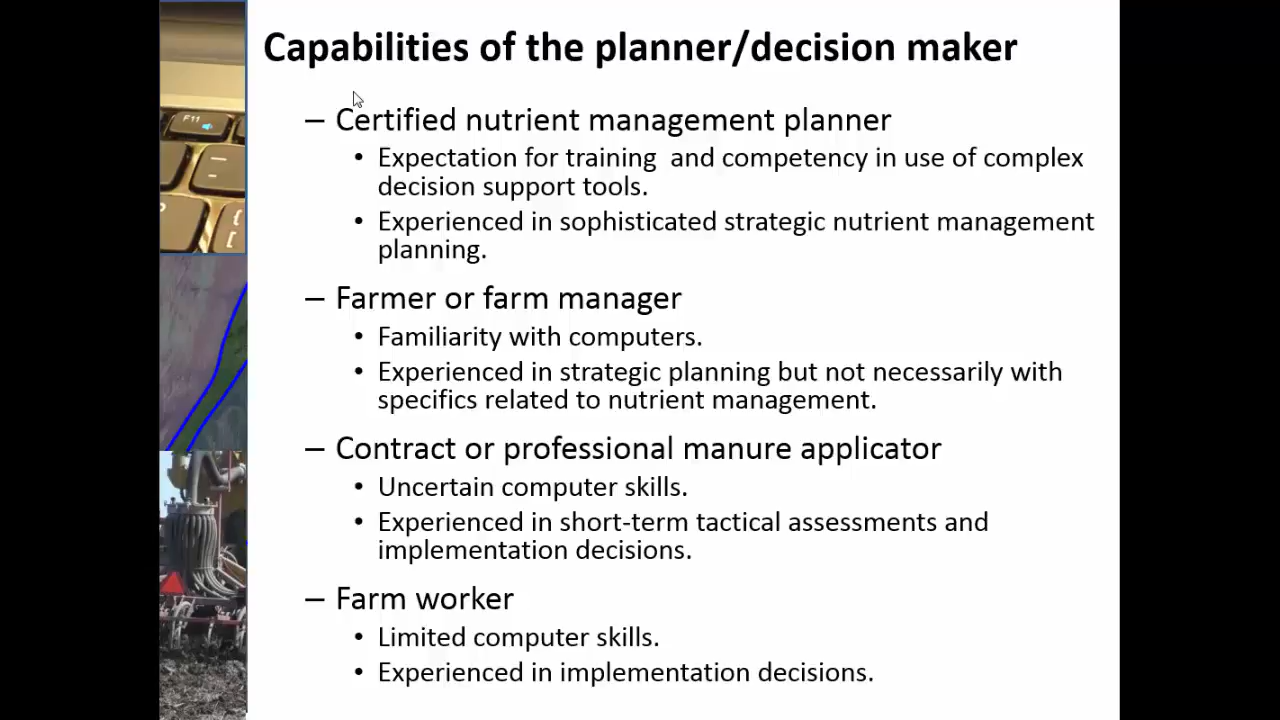 Capabilities of the planner/decision maker
– Certified nutrient management planner
• Expectation for training and competency in use of complex
decision support tools.
• Experienced in sophisticated strategic nutrient management
planning.
– Farmer or farm manager
• Familiarity with computers.
• Experienced in strategic planning but not necessarily with
specifics related to nutrient management.
– Contract or professional manure applicator
• Uncertain computer skills.
• Experienced in short-term tactical assessments and
implementation decisions.
– Farm worker
• Limited computer skills.
• Experienced in implementation decisions.
F11
–
{
[